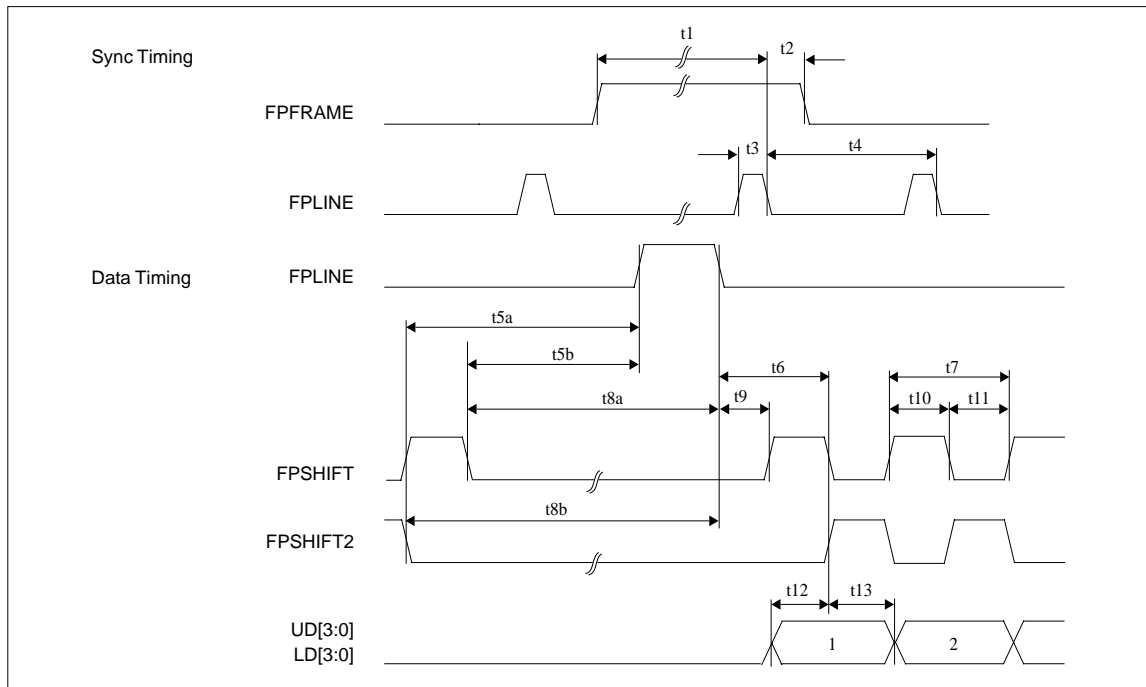 t1
t2
Sync Timing
FPFRAME
t3
t4
FPLINE
Data Timing
FPLINE
t5a
t5b
t6
t7
t8a
t9
t10
t11
FPSHIFT
t8b
FPSHIFT2
t12
t13
UD[3:0]
LD[3:0]
1
2